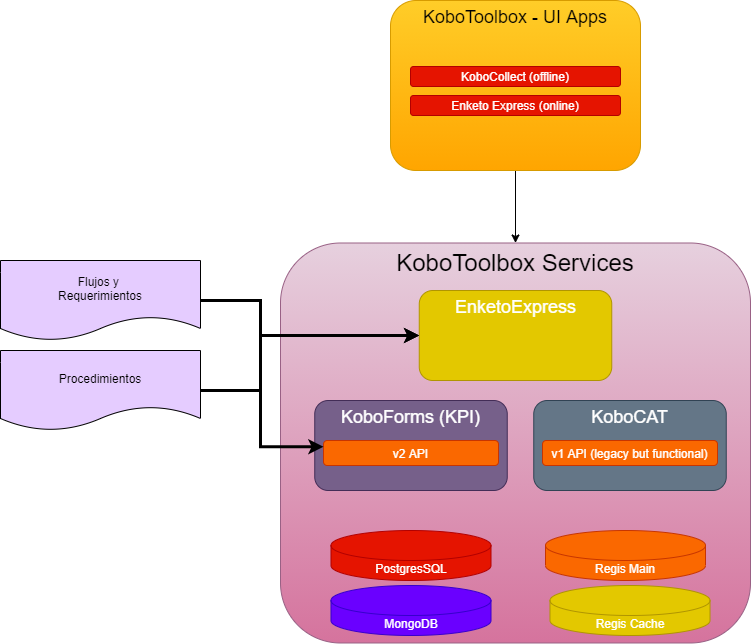 KoboToolbox - UI Apps
KoboCollect (offline)
Enketo Express (online)
KoboToolbox Services
Flujos y
Requerimientos
EnketoExpress
Procedimientos
KoboForms (KPI)
KoboCAT
v2 API
v1 API (legacy but functional)
PostgresSQL
Regis Main
MongoDB
Regis Cache